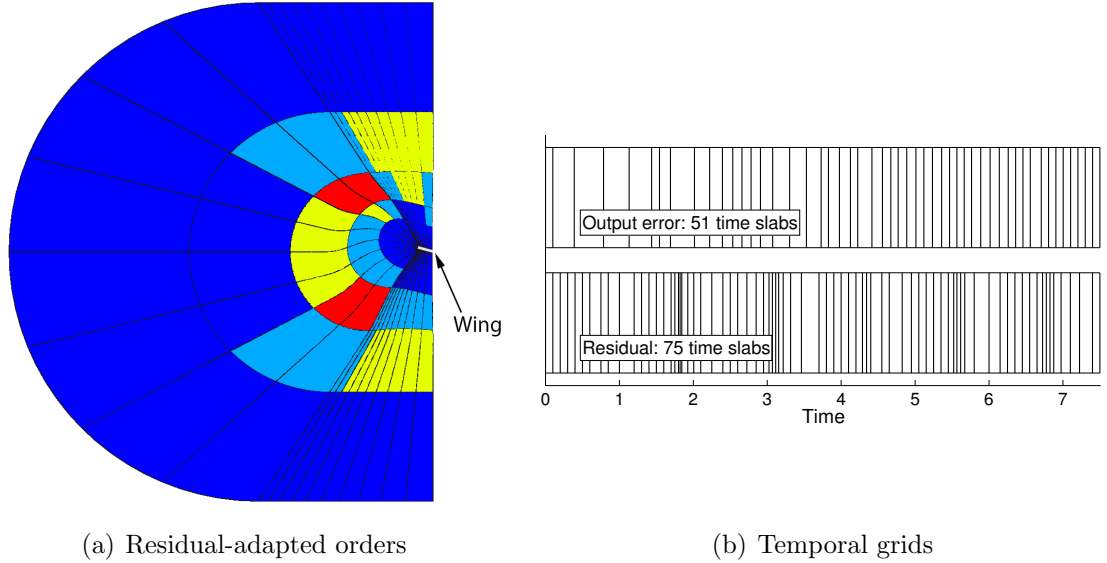 Wing
Output error: 51 time slabs
Residual: 75 time slabs
0 1 2 3 4 5 6 7
Time
(a) Residual-adapted orders
(b) Temporal grids